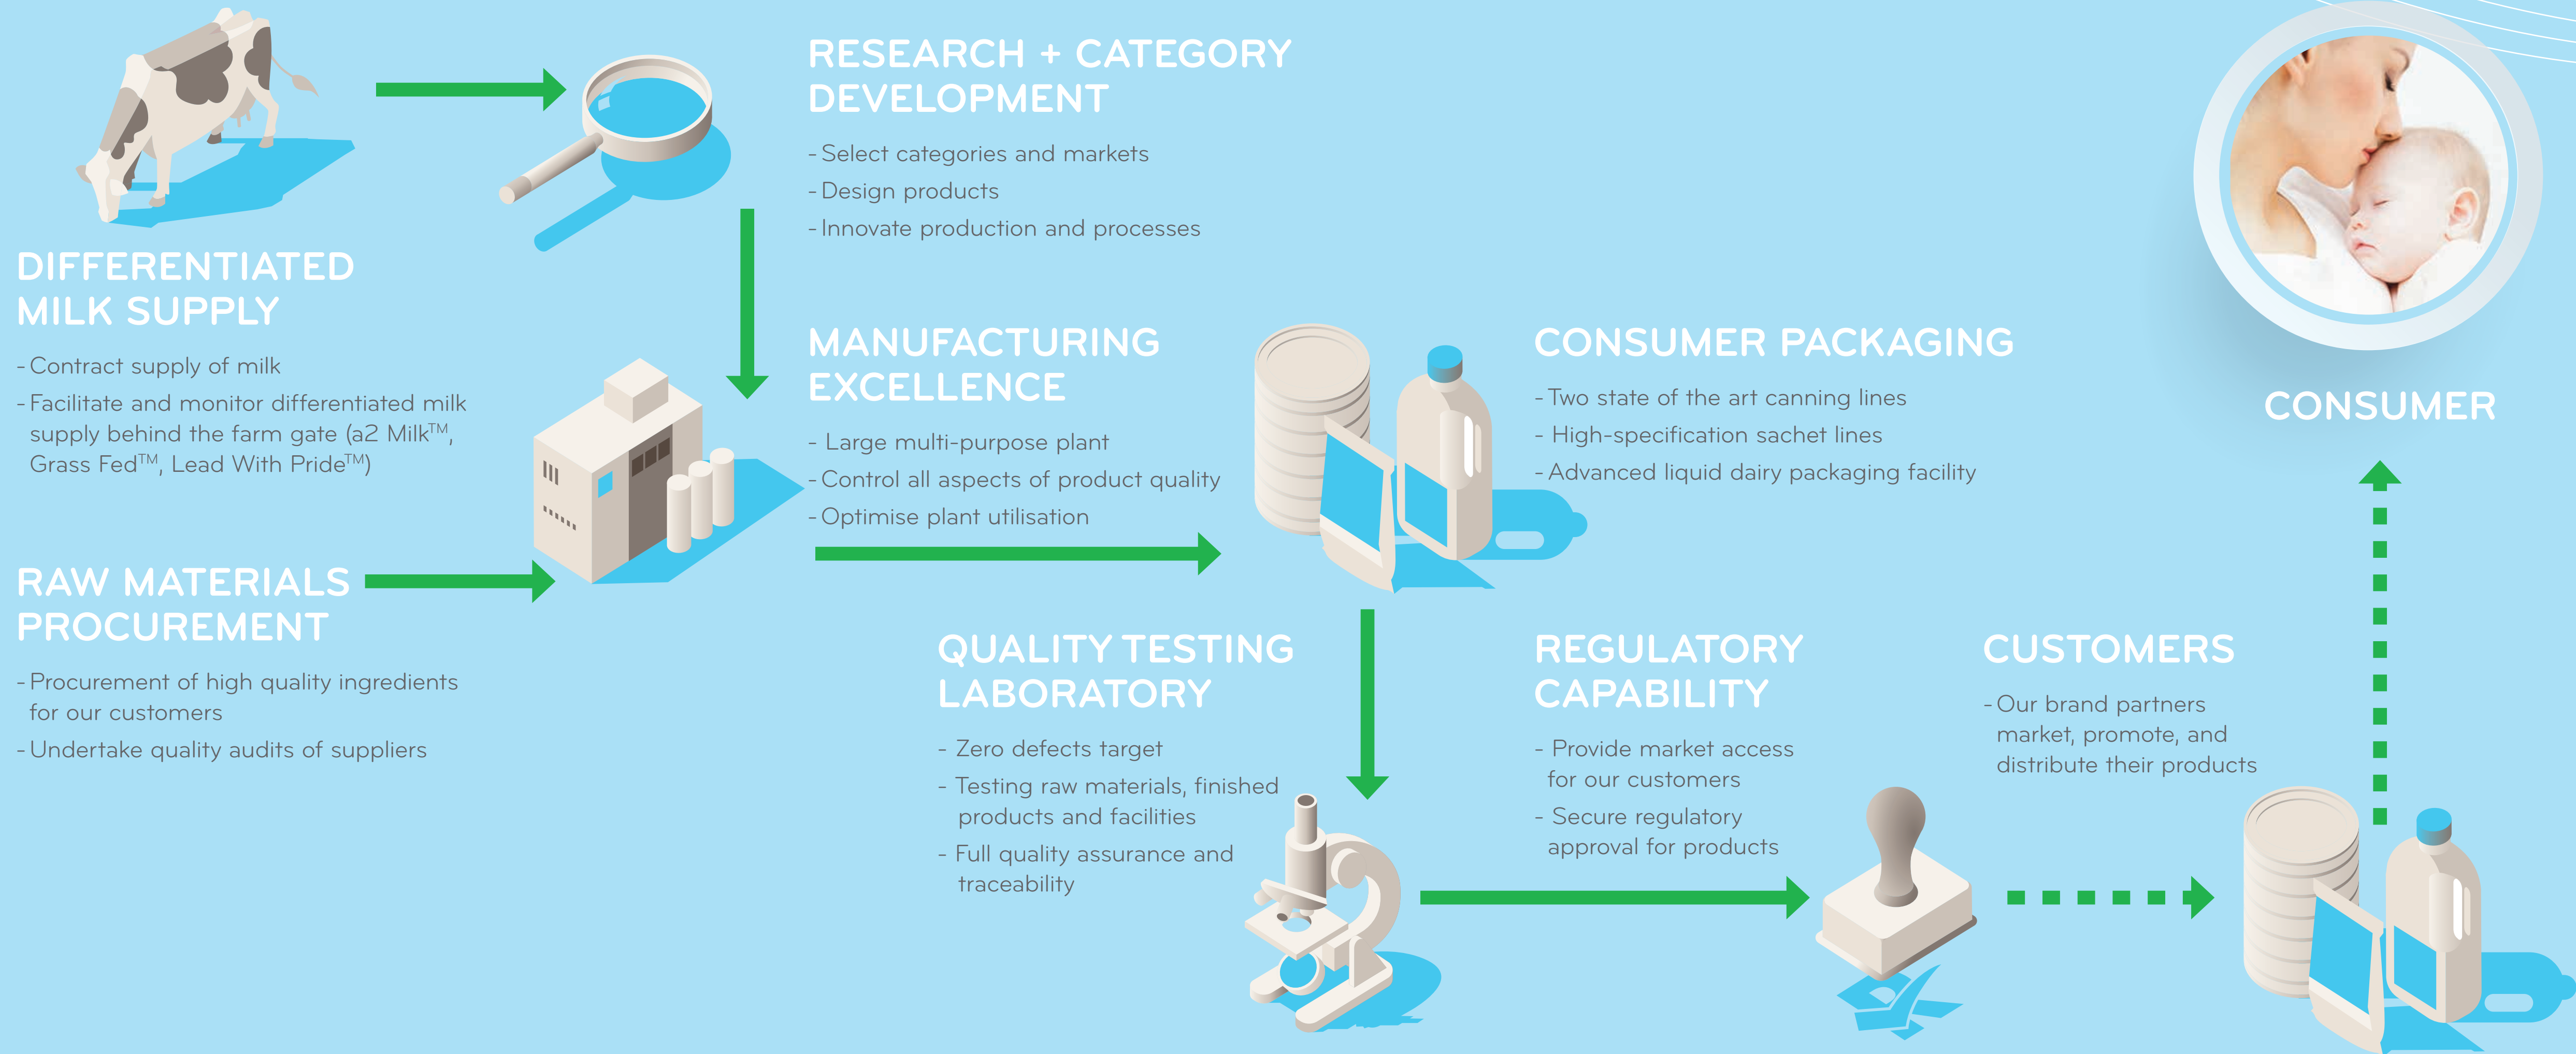 DIFFERENTIATED
MILK SUPPLY
- Contract supply of milk
- Facilitate and monitor differentiated milk
supply behind the farm gate (a2 Milk™,
Grass Fed™, Lead With Pride™)
RAW MATERIALS
PROCUREMENT
- Procurement of high quality ingredients
for our customers
- Undertake quality audits of suppliers
RESEARCH + CATEGORY
DEVELOPMENT
- Select categories and markets
- Design products
- Innovate production and processes
MANUFACTURING
EXCELLENCE
- Large multi-purpose plant
- Control all aspects of product quality
- Optimise plant utilisation
CONSUMER PACKAGING
- Two state of the art canning lines
- High-specification sachet lines
- Advanced liquid dairy packaging facility
QUALITY TESTING
LABORATORY
- Zero defects target
- Testing raw materials, finished
products and facilities
- Full quality assurance and
traceability
REGULATORY
CAPABILITY
- Provide market access
for our customers
- Secure regulatory
approval for products
CUSTOMERS
- Our brand partners
market, promote, and
distribute their products
CONSUMER